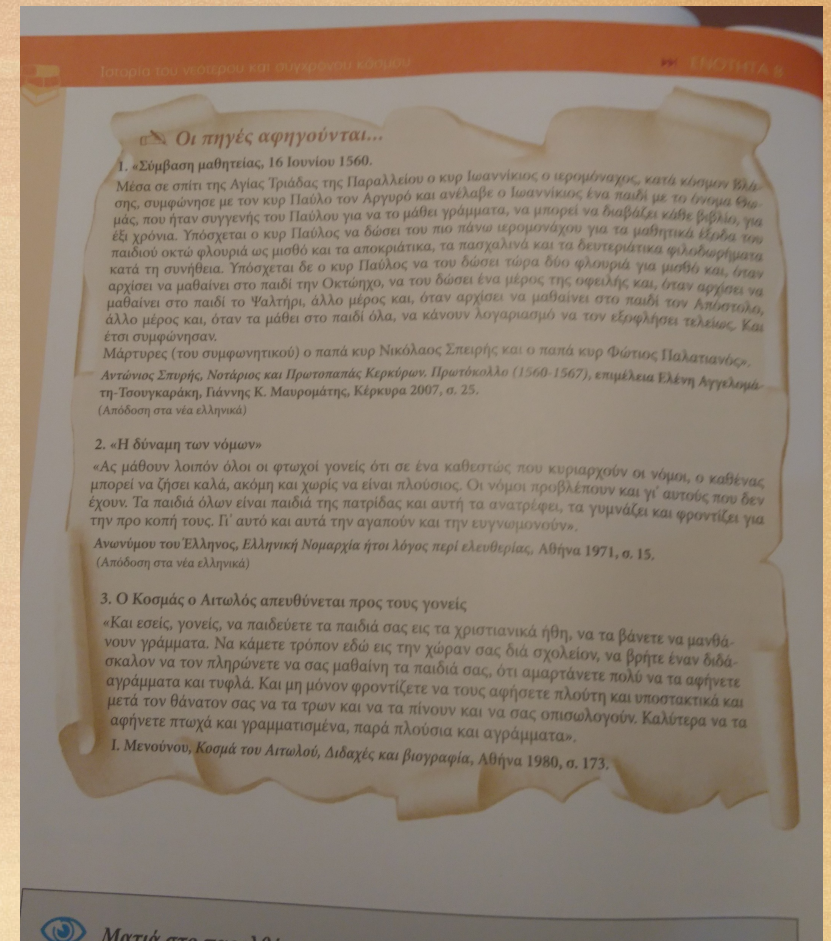 Ιστορία του νεότερου και σύγχρονου κόσμου
ΕΝΟΤΗΤΑ 8
Οι πηγές αφηγούνται...
1. «Σύμβαση μαθητείας, 16 Ιουνίου 1560.
Μέσα σε σπίτι της Αγίας Τριάδας της Παραλλείου ο κυρ Ιωαννίκιος ο ιερομόναχος, κατά κόσμον Βλά-
σης, συμφώνησε με τον κυρ Παύλο τον Αργυρό και ανέλαβε ο Ιωαννίκιος ένα παιδί με το όνομα Θω-
μάς, που ήταν συγγενής του Παύλου για να το μάθει γράμματα, να μπορεί να διαβάζει κάθε βιβλίο, για
έξι χρόνια. Υπόσχεται ο κυρ Παύλος να δώσει του πιο πάνω ιερομονάχου για τα μαθητικά έξοδα του
παιδιού οκτώ φλουριά ως μισθό και τα αποκριάτικα, τα πασχαλινά και τα δευτεριάτικα φιλοδωρήματα
κατά τη συνήθεια. Υπόσχεται δε ο κυρ Παύλος να του δώσει τώρα δύο φλουριά για μισθό και, όταν
αρχίσει να μαθαίνει στο παιδί την Οκτώηχο, να του δώσει ένα μέρος της οφειλής και, όταν αρχίσει να
μαθαίνει στο παιδί το Ψαλτήρι, άλλο μέρος και, όταν αρχίσει να μαθαίνει στο παιδί τον Απόστολο,
άλλο μέρος και, όταν τα μάθει στο παιδί όλα, να κάνουν λογαριασμό να τον εξοφλήσει τελείως. Και
έτσι συμφώνησαν.
Μάρτυρες (του συμφωνητικού) ο παπά κυρ Νικόλαος Σπειρής και ο παπά κυρ Φώτιος Παλατιανός».
Αντώνιος Σπυρής, Νοτάριος και Πρωτοπαπάς Κερκύρων. Πρωτόκολλο (1560-1567), επιμέλεια Ελένη Αγγελομά-
τη-Τσουγκαράκη, Γιάννης Κ. Μαυρομάτης, Κέρκυρα 2007, σ. 25.
(Απόδοση στα νέα ελληνικά)
2. «Η δύναμη των νόμων»
«Ας μάθουν λοιπόν όλοι οι φτωχοί γονείς ότι σε ένα καθεστώς που κυριαρχούν οι νόμοι, ο καθένας
μπορεί να ζήσει καλά, ακόμη και χωρίς να είναι πλούσιος. Οι νόμοι προβλέπουν και γι' αυτούς που δεν
έχουν. Τα παιδιά όλων είναι παιδιά της πατρίδας και αυτή τα ανατρέφει, τα γυμνάζει και φροντίζει για
την προ κοπή τους. Γι' αυτό και αυτά την αγαπούν και την ευγνωμονούν».
Ανωνύμου του Έλληνος, Ελληνική Νομαρχία ήτοι λόγος περί ελευθερίας, Αθήνα 1971, σ. 15.
(Απόδοση στα νέα ελληνικά)
3. Ο Κοσμάς ο Αιτωλός απευθύνεται προς τους γονείς
«Και εσείς, γονείς, να παιδεύετε τα παιδιά σας εις τα χριστιανικά ήθη, να τα βάνετε να μανθά-
νουν γράμματα. Να κάμετε τρόπον εδώ εις την χώραν σας διά σχολείον, να βρήτε έναν διδά-
σκαλον να τον πληρώνετε να σας μαθαίνη τα παιδιά σας, ότι αμαρτάνετε πολύ να τα αφήνετε
αγράμματα και τυφλά. Και μη μόνον φροντίζετε να τους αφήσετε πλούτη και υποστακτικά και
μετά τον θάνατον σας να τα τρων και να τα πίνουν και να σας οπισωλογούν. Καλύτερα να τα
αφήνετε πτωχά και γραμματισμένα, παρά πλούσια και αγράμματα».
Ι. Μενούνου, Κοσμά του Αιτωλού, Διδαχές και βιογραφία, Αθήνα 1980, σ. 173.
Ματιά στο